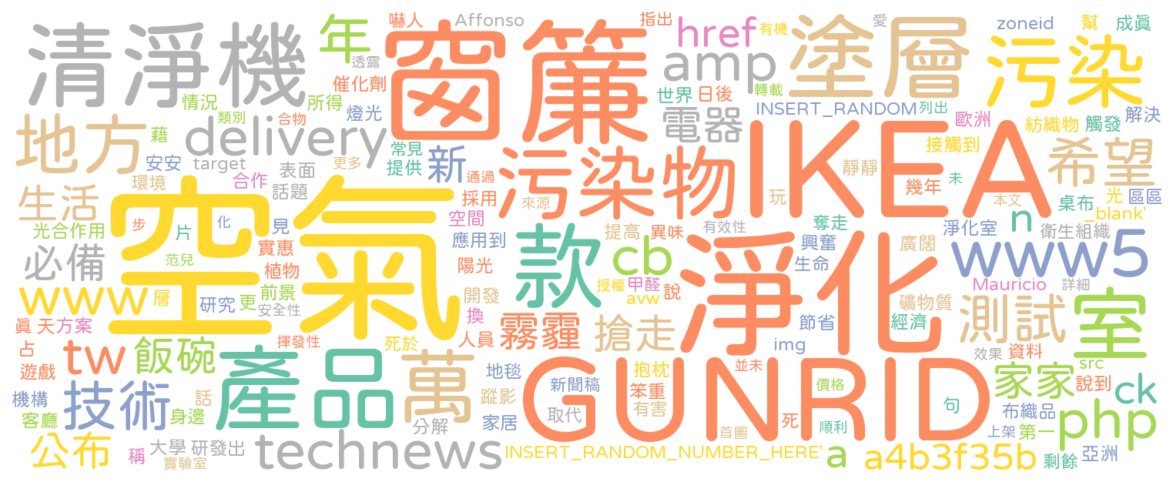 清淨機
年
嚇人
Affonso
指出
href
有機
愛
zoneid
幫
成真
透露
窗簾
amp
塗層
污染
催化劑
轉載
情況
所得
燈光
世界
日後
INSERT_RANDOM
列出
類別
合物
電器
歐洲
紡織物
觸發
解決
地方
藉
delivery
常見
新
IKEA
接觸到
安安
target
表面
更多
提供
通過
污染物
靜靜
未
希望
生活
環境
合作
話題
採用
來源
幾年
玩
本文
桌布
光
區區
空氣
步
化
見
空間
_blank'
光合作用
片
款
提高
異味
有效性
奪走
廣闊
n
衛生組織
實惠
應用到
cb
淨化
興奮
淨化室
www5
必備
范兒
植物
陽光
授權
甲醛
說
生命
Mauricio
詳細
www
層
研究
更
前景
安全性
開發
avw
礦物質
測試
室
真
天
方案
揮發性
換
霧霾
搶走
節省
經濟
占
tw
飯碗
死於
人員
img
效果
資料
src
遊戲
產品
萬
地毯
新聞稿
抱枕
笨重
並未
GUNRID
價格
家家
說到
ck
機構
技術
話
蹤影
有害
句
布織品
php
客廳
身邊
分解
家居
取代
死
順利
上架
第一
公布
稱
大學
研發出
實驗室
technews
首圖
INSERT_RANDOM_NUMBER_HERE'
a
a4b3f35b
剩餘
亞洲